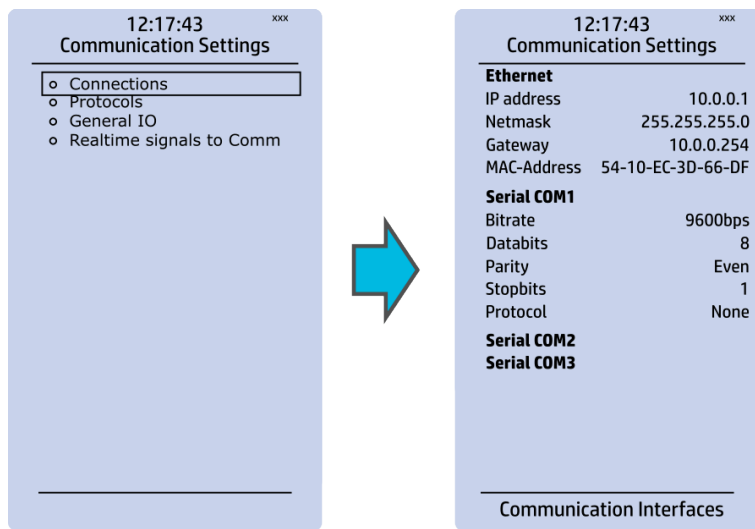 12:17:43 xxx
Communication Settings
Connections
Protocols
General IO
Realtime signals to Comm
12:17:43 xxx
Communication Settings
Ethernet
IP address 10.0.0.1
Netmask 255.255.255.0
Gateway 10.0.0.254
MAC-Address 54-10-EC-3D-66-DF
Serial COM1
Bitrate 9600bps
Databits 8
Parity Even
Stopbits 1
Protocol None
Serial COM2
Serial COM3
Communication Interfaces